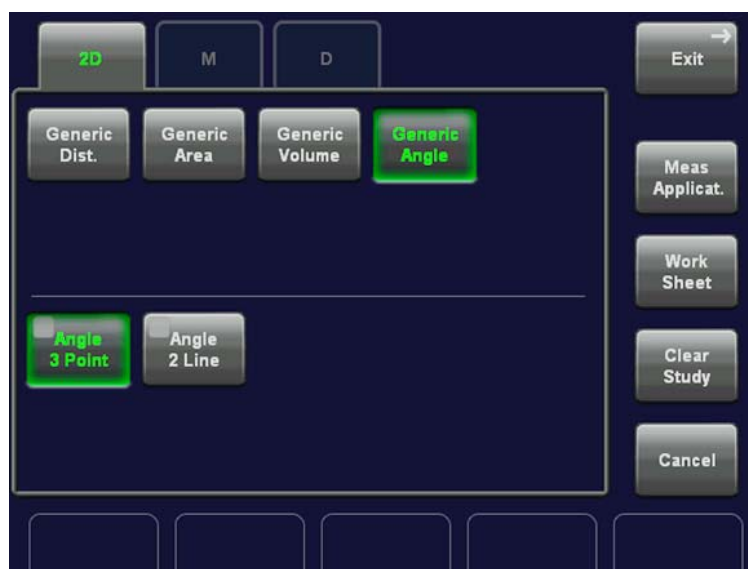 2D
M
D
Exit
Generic
Dist.
Generic
Area
Generic
Volume
Generic
Angle
Meas
Applicat.
Work
Sheet
Angle
3 Point
Angle
2 Line
Clear
Study
Cancel